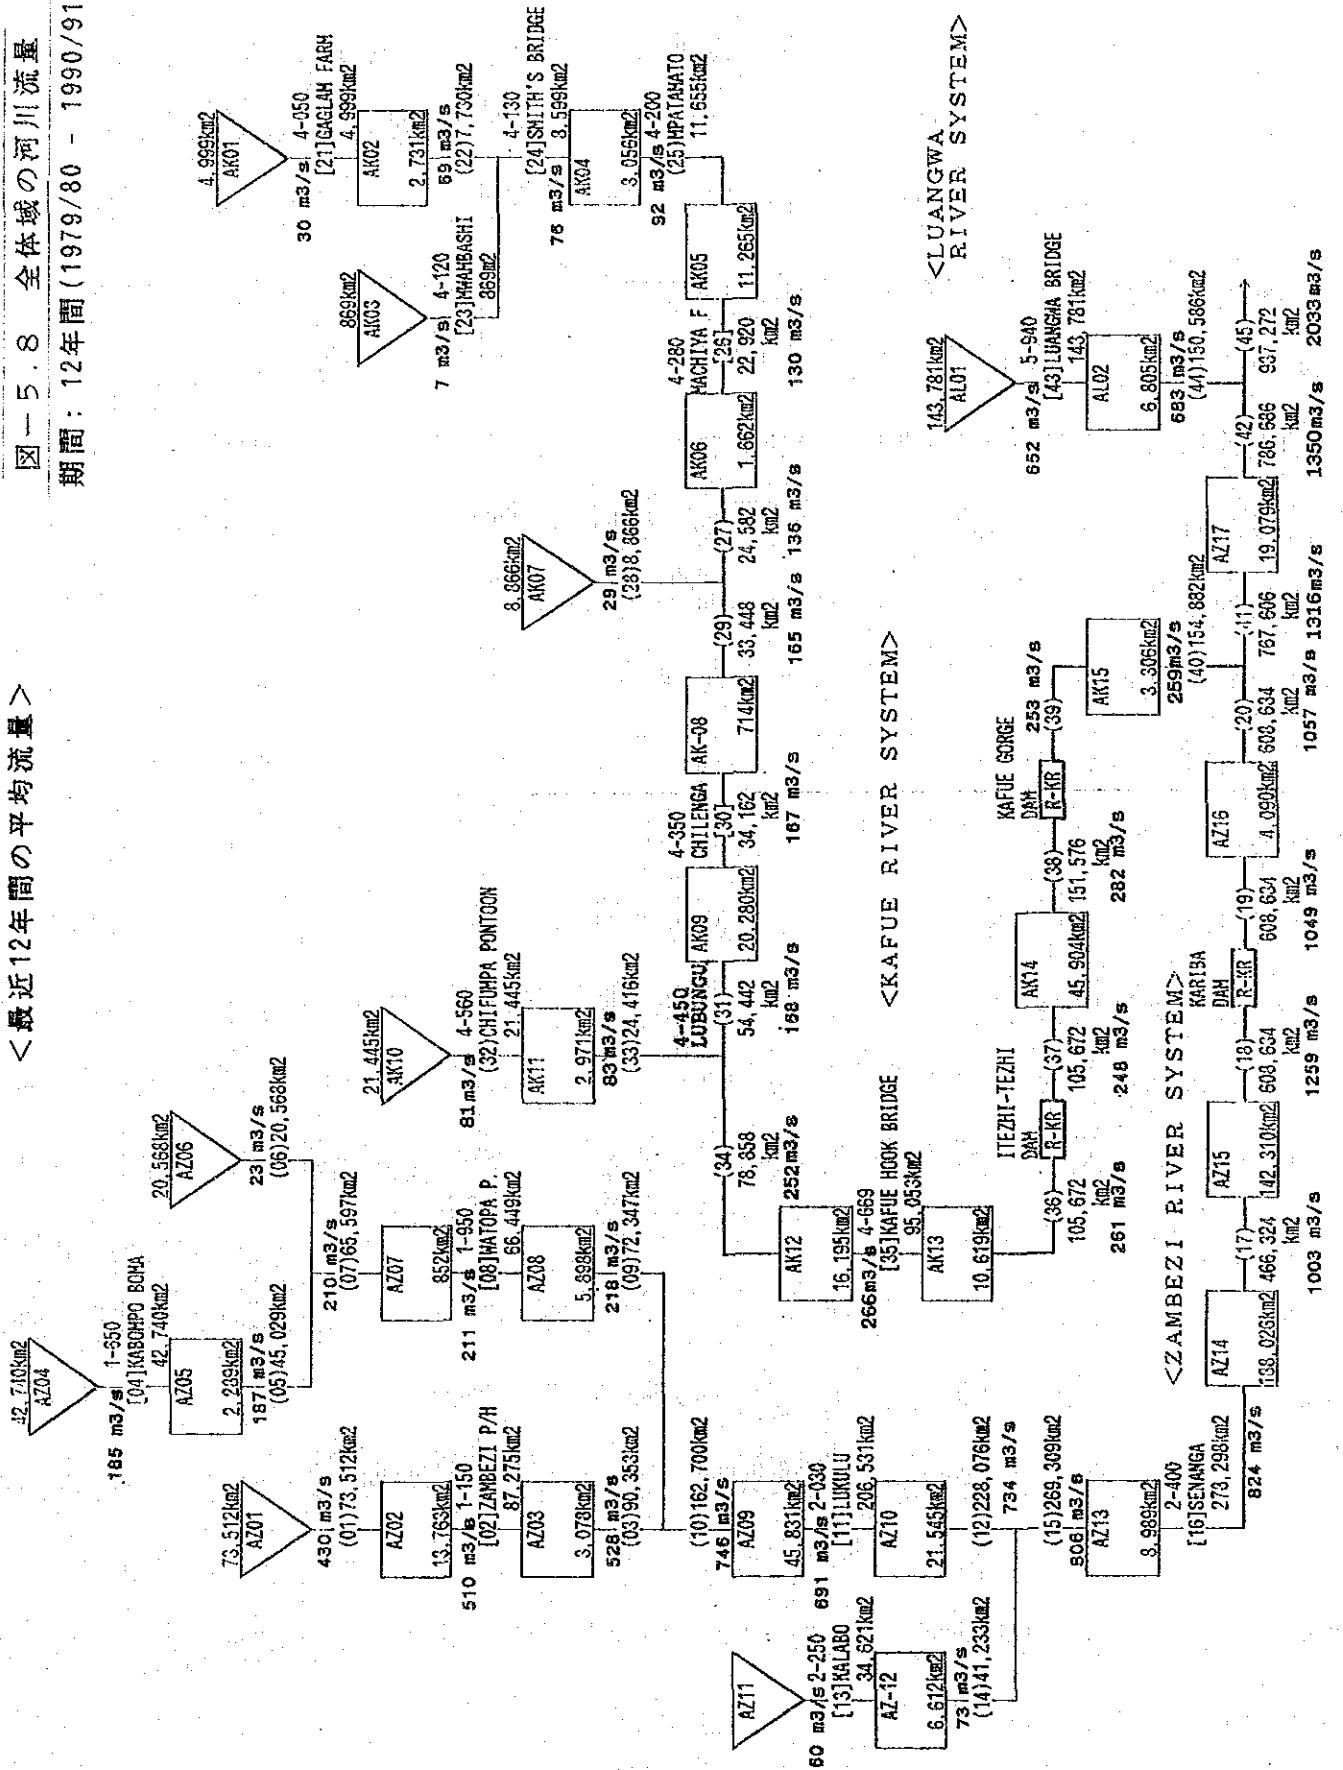 図－5．8 全体域の河川流量
期間：12年間(1979/80 - 1990/91
＜最近12年間の平均流量＞
42,740km2
AZ04
185 m3/s 1-650
[04]KABOMPO BOMA
42,740km2
AZ05
2,289km2
187 m3/s
(05)45,029km2
20,568km2
AZ06
23 m3/s
(06)20,568km2
73,512km2
AZ01
430 m3/s
(01)73,512km2
AZ02
13,763km2
510 m3/s 1-150
[02]ZAMBEZI P/H
87,275km2
AZ03
3,078km2
528 m3/s
(03)90,353km2
210 m3/s
(07)65,597km2
AZ07
852km2
211 m3/s 1-950
[08]WATOPA P.
66,449km2
AZ08
5,898km2
218 m3/s
(09)72,347km2
(10)162,700km2
746 m3/s
AZ09
45,831km2
691 m3/s 2-030
[11]LUKULU
206,531km2
AZ10
21,545km2
(12)228,076km2
734 m3/s
AZ11
60 m3/s 2-250
[13]KALABO
34,621km2
AZ-12
6,612km2
73 m3/s
(14)41,233km2
(15)269,309km2
806 m3/s
AZ13
8,989km2
2-400
[16]SENANGA
278,298km2
824 m3/s
4,999km2
AK01
30 m3/s 4-050
[21]GAGLAM FARM
4,999km2
AK02
2,731km2
69 m3/s
(22)7,730km2
869km2
AK03
7 m3/s 4-120
[23]MWAMBASHI
869m2
4-130
[24]SMITH'S BRIDGE
76 m3/s 8,599km2
AK04
3,056km2
92 m3/s 4-200
(25)MPATAMATO
11,655km2
AK05
11,265km2
4-280
MACHIYA F
[26]
22,920
km2
130 m3/s
AK06
1,662km2
(27)
24,582
km2
136 m3/s
8,866km2
AK07
29 m3/s
(28)8,866km2
(29)
33,448
km2
165 m3/s
AK-08
714km2
4-350
CHILENGA
[30]
34,162
km2
167 m3/s
AK09
20,280km2
4-450
LUBUNGU
(31)
54,442
km2
168 m3/s
21,445km2
AK10
81 m3/s 4-560
(32)CHIFUMPA PONTOON
21,445km2
AK11
2,971km2
83 m3/s
(33)24,416km2
(34)
78,858
km2
252m3/s
AK12
16,195km2
266m3/s 4-669
[35]KAFUE HOOK BRIDGE
95,053km2
AK13
10,619km2
(36)
105,672
km2
261 m3/s
ITEZHI-TEZHI
DAM
R-KR
(37)
105,672
km2
248 m3/s
AK14
45,904km2
(38)
151,576
km2
282 m3/s
KAFUE GORGE
DAM
R-KR
(39)
253 m3/s
AK15
3,306km2
259m3/s
(40)154,882km2
<KAFUE RIVER SYSTEM>
<ZAMBEZI RIVER SYSTEM>
AZ14
188,026km2
(17)
466,324
km2
1003 m3/s
AZ15
142,310km2
(18)
608,634
km2
1259 m3/s
KARIBA
DAM
R-KR
(19)
608,634
km2
1049 m3/s
AZ16
4,090km2
(20)
608,634
km2
1057 m3/s
(41)
767,606
km2
1316m3/s
AZ17
19,079km2
(42)
786,686
km2
1350m3/s
<LUANGWA
RIVER SYSTEM>
143,781km2
AL01
652 m3/s 5-940
[43]LUANGWA BRIDGE
143,781km2
AL02
6,805km2
683 m3/s
(44)150,586km2
(45)
937,272
km2
2033m3/s